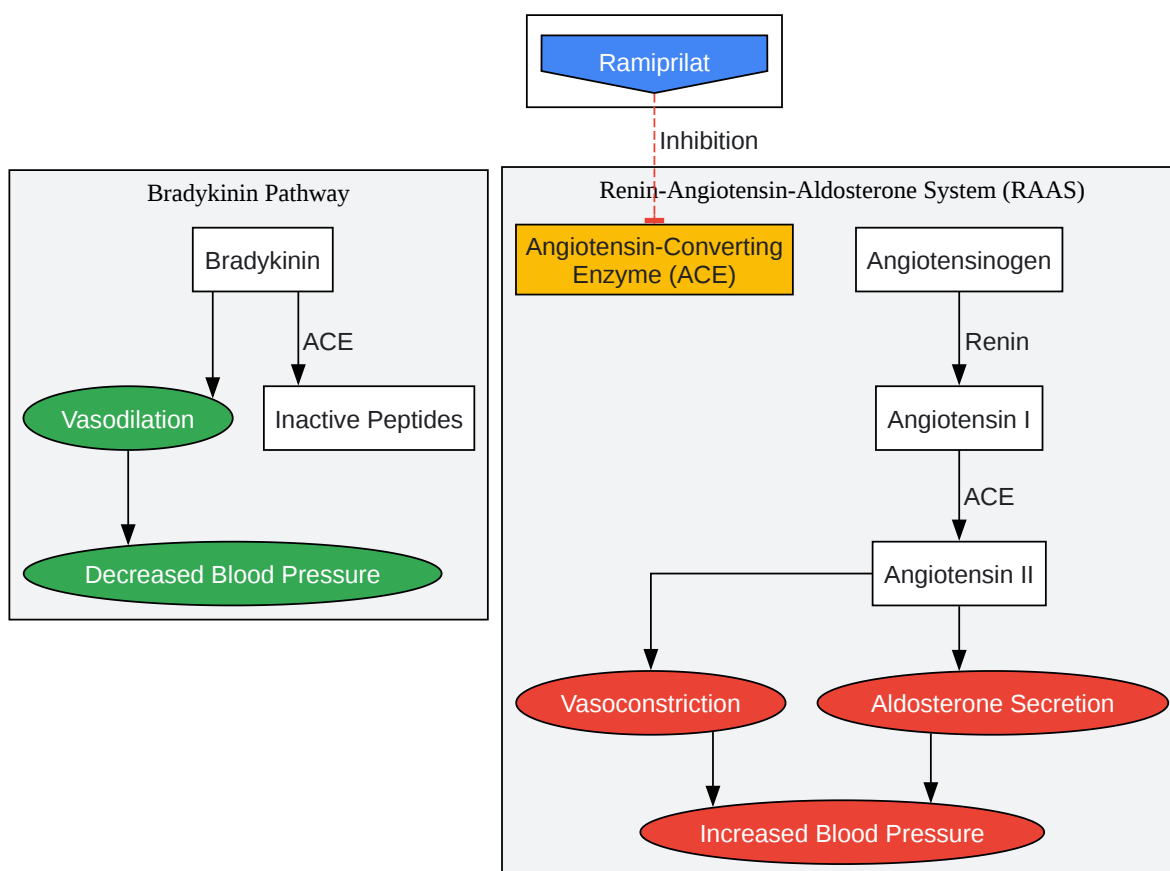 Ramiprilat
Inhibition
Bradykinin Pathway
Bradykinin
ACE
Vasodilation
Inactive Peptides
Decreased Blood Pressure
Renin-Angiotensin-Aldosterone System (RAAS)
Angiotensin-Converting
Enzyme (ACE)
Angiotensinogen
Renin
Angiotensin I
ACE
Angiotensin II
Vasoconstriction
Aldosterone Secretion
Increased Blood Pressure